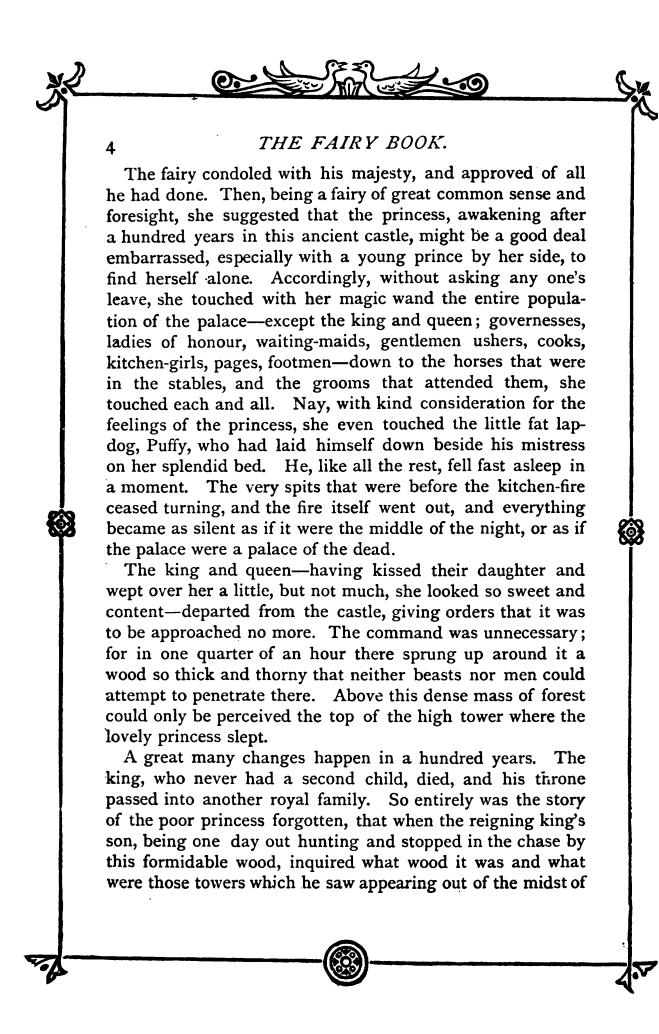 4
THE FAIRY BOOK.
The fairy condoled with his majesty, and approved of all
he had done. Then, being a fairy of great common sense and
foresight, she suggested that the princess, awakening after
a hundred years in this ancient castle, might be a good deal
embarrassed, especially with a young prince by her side, to
find herself alone. Accordingly, without asking any one's
leave, she touched with her magic wand the entire popula-
tion of the palace—except the king and queen; governesses,
ladies of honour, waiting-maids, gentlemen ushers, cooks,
kitchen-girls, pages, footmen—down to the horses that were
in the stables, and the grooms that attended them, she
touched each and all. Nay, with kind consideration for the
feelings of the princess, she even touched the little fat lap-
dog, Puffy, who had laid himself down beside his mistress
on her splendid bed. He, like all the rest, fell fast asleep in
a moment. The very spits that were before the kitchen-fire
ceased turning, and the fire itself went out, and everything
became as silent as if it were the middle of the night, or as if
the palace were a palace of the dead.
The king and queen—having kissed their daughter and
wept over her a little, but not much, she looked so sweet and
content—departed from the castle, giving orders that it was
to be approached no more. The command was unnecessary;
for in one quarter of an hour there sprung up around it a
wood so thick and thorny that neither beasts nor men could
attempt to penetrate there. Above this dense mass of forest
could only be perceived the top of the high tower where the
lovely princess slept.
A great many changes happen in a hundred years. The
king, who never had a second child, died, and his throne
passed into another royal family. So entirely was the story
of the poor princess forgotten, that when the reigning king's
son, being one day out hunting and stopped in the chase by
this formidable wood, inquired what wood it was and what
were those towers which he saw appearing out of the midst of